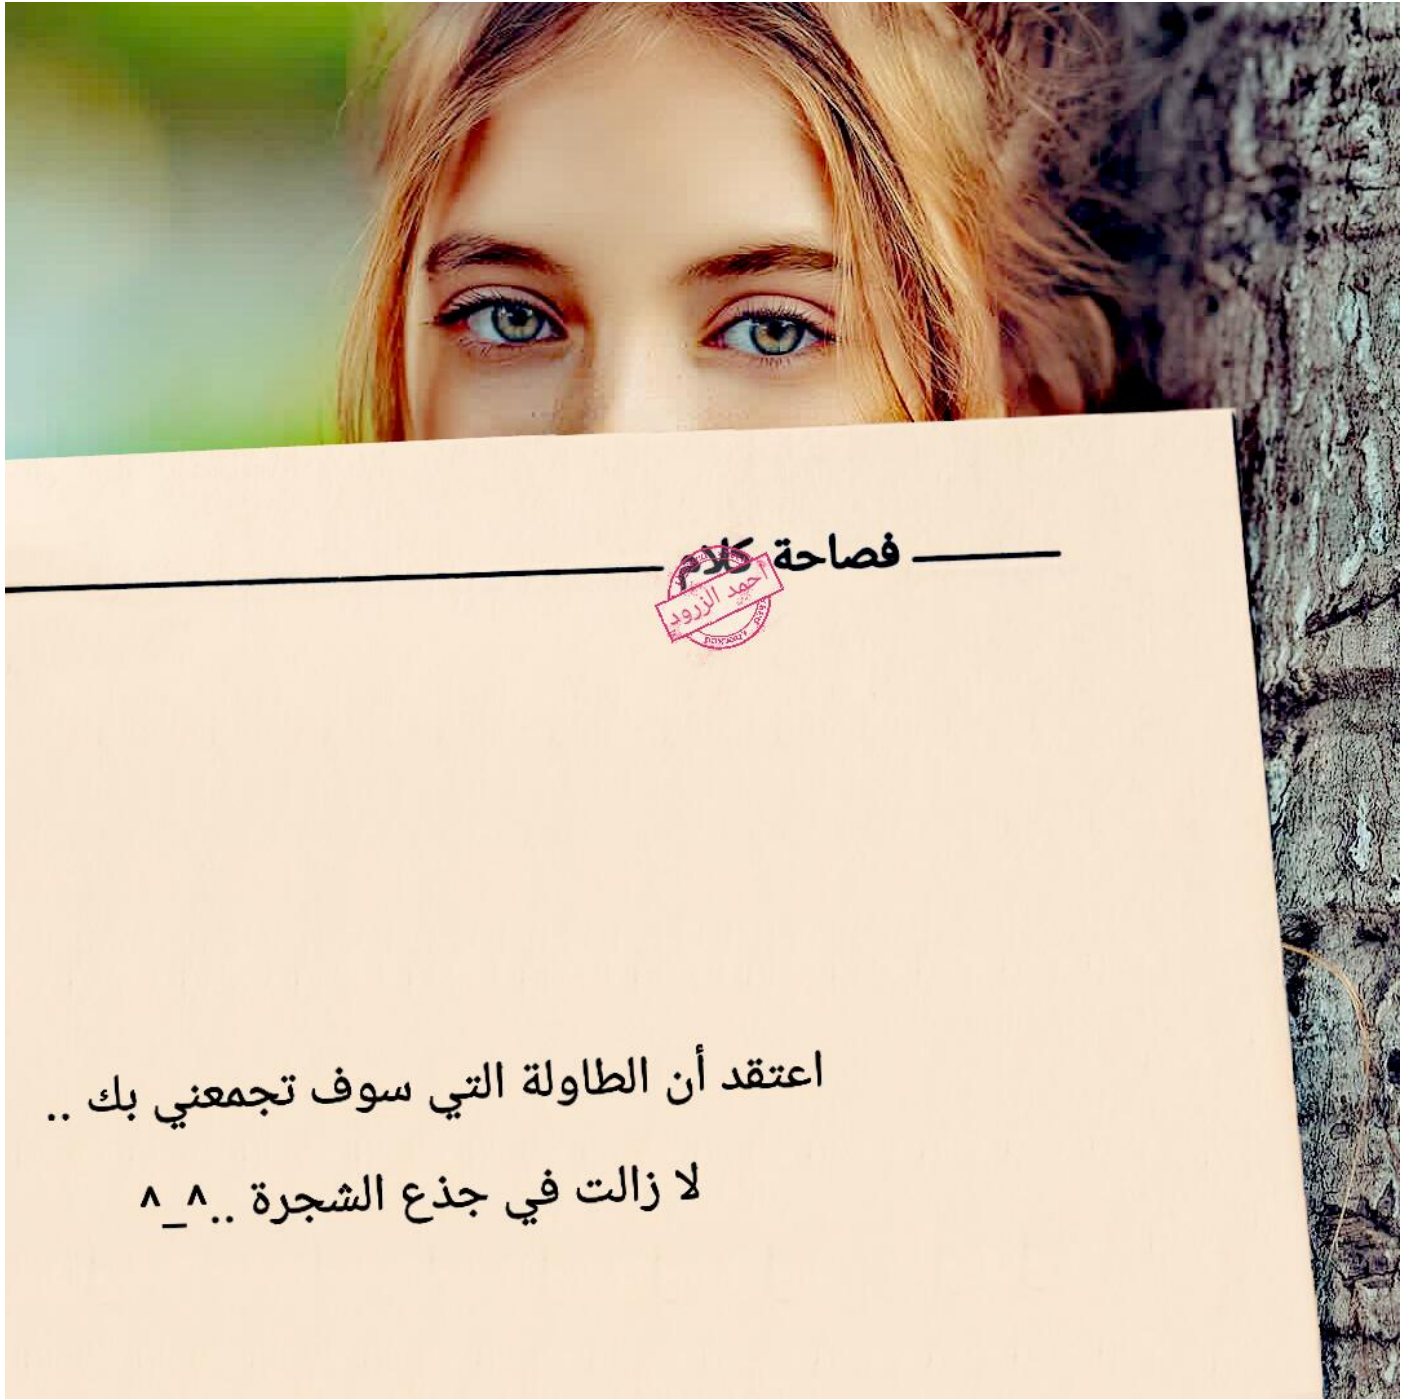 فصاحة كلام
أحمد الزرود
اعتقد أن الطاولة التي سوف تجمعني بك ..
لا زالت في جذع الشجرة ..^_^